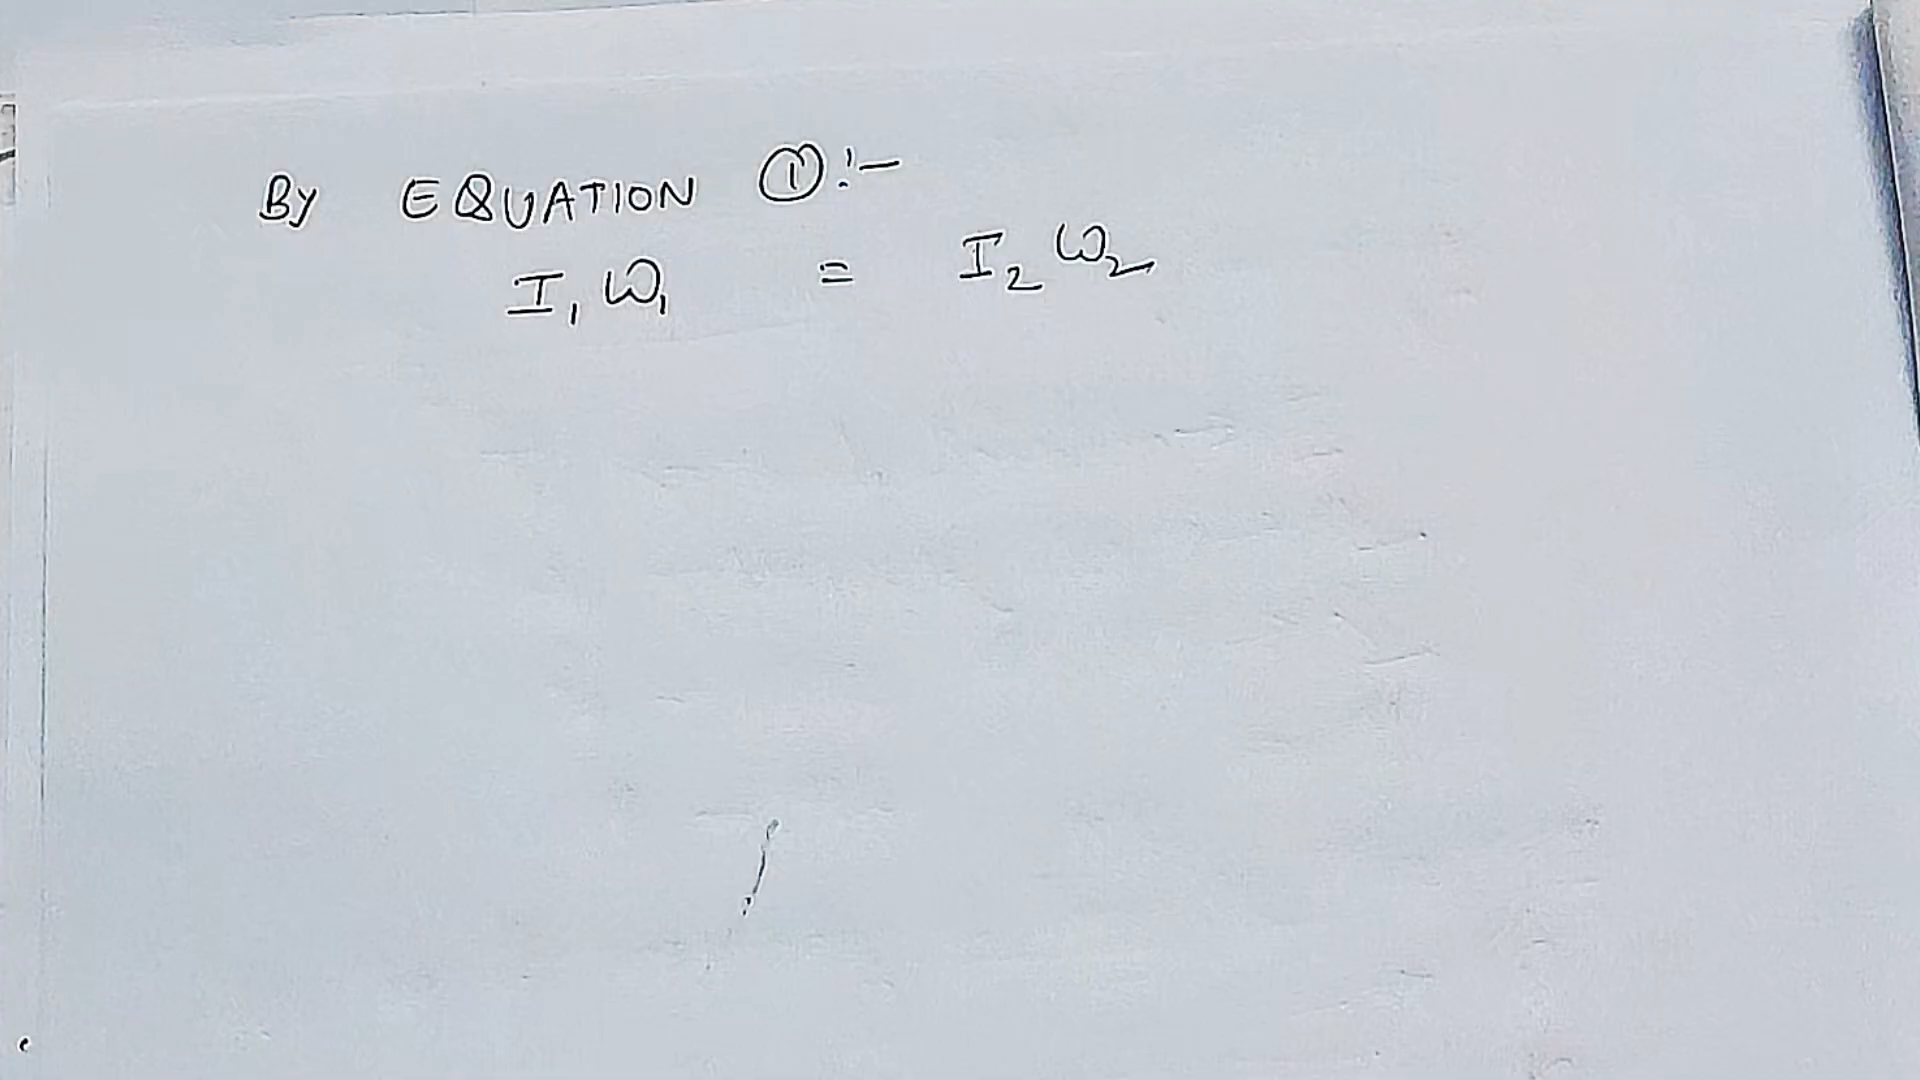 By EQUATION ①:-
I₁ ω₁ = I₂ ω₂